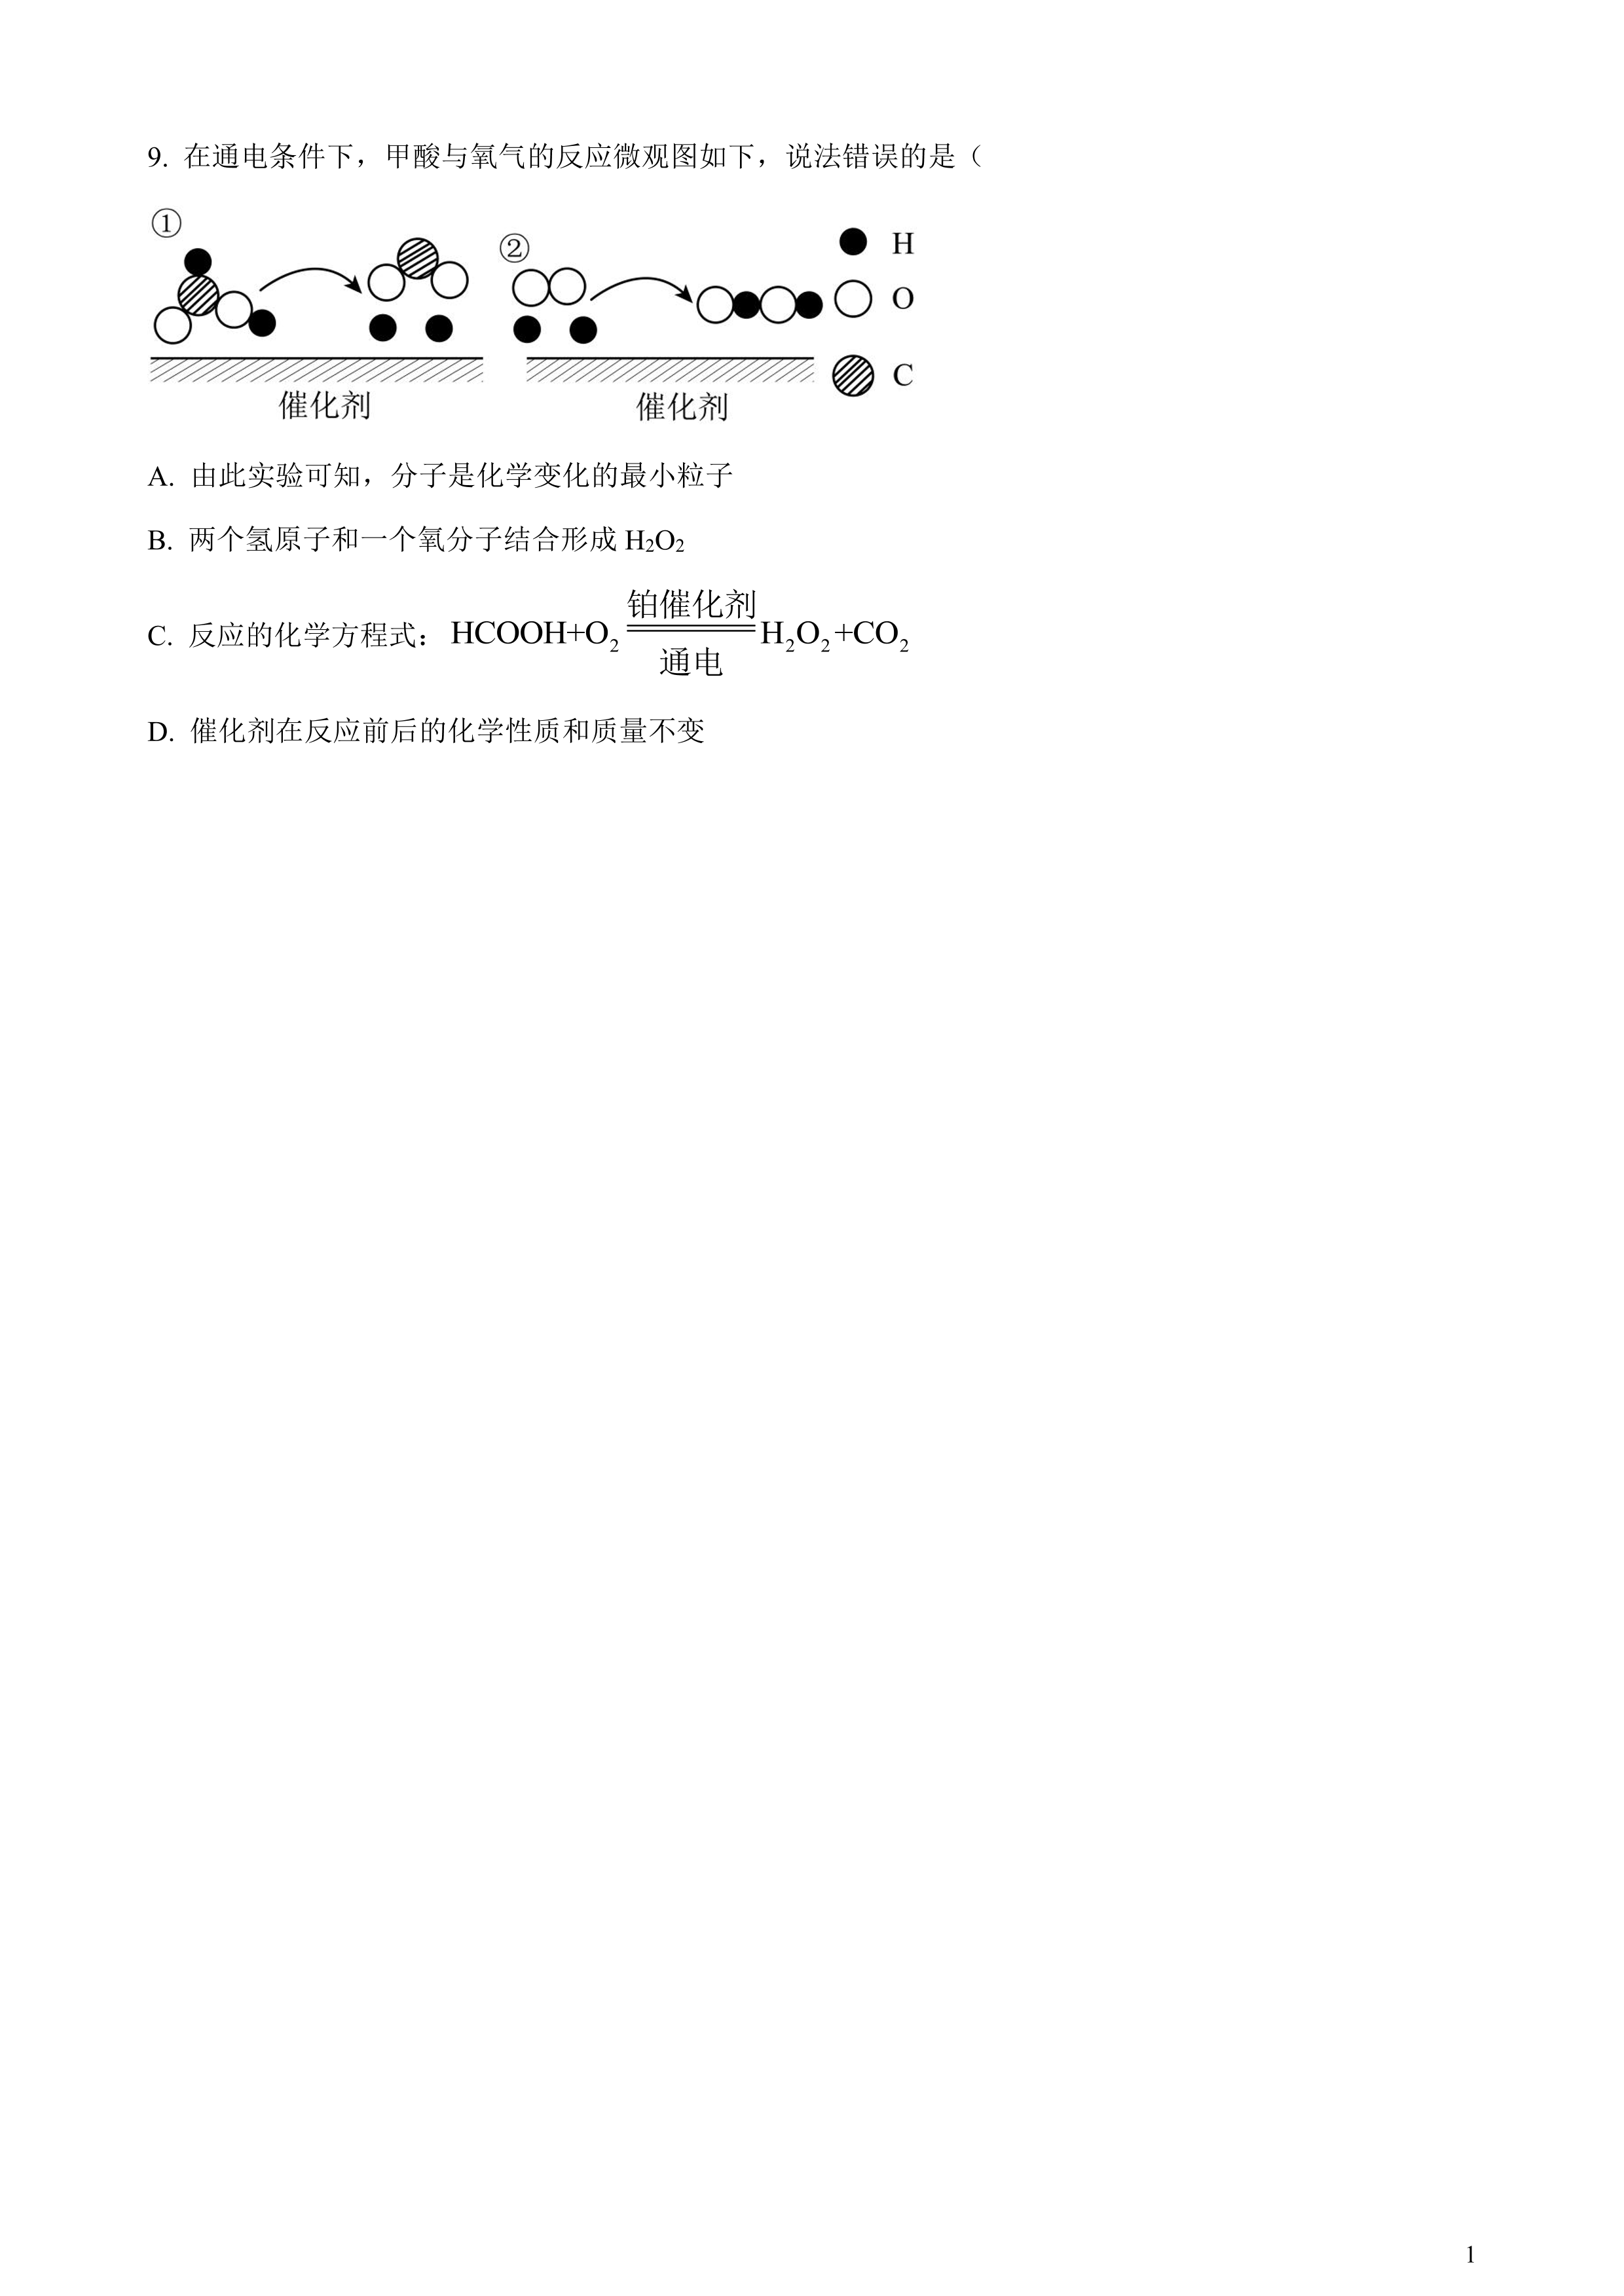 9. 在通电条件下，甲酸与氧气的反应微观图如下，说法错误的是（
① ② H
O
C
催化剂 催化剂
A. 由此实验可知，分子是化学变化的最小粒子
B. 两个氢原子和一个氧分子结合形成 H₂O₂
铂催化剂
C. 反应的化学方程式：HCOOH+O₂ ═ H₂O₂+CO₂
通电
D. 催化剂在反应前后的化学性质和质量不变
1